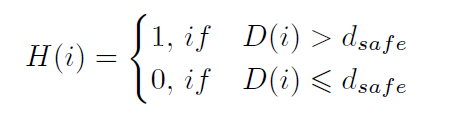 H(i) = { 1, if D(i) > d_safe
0, if D(i) ⩽ d_safe